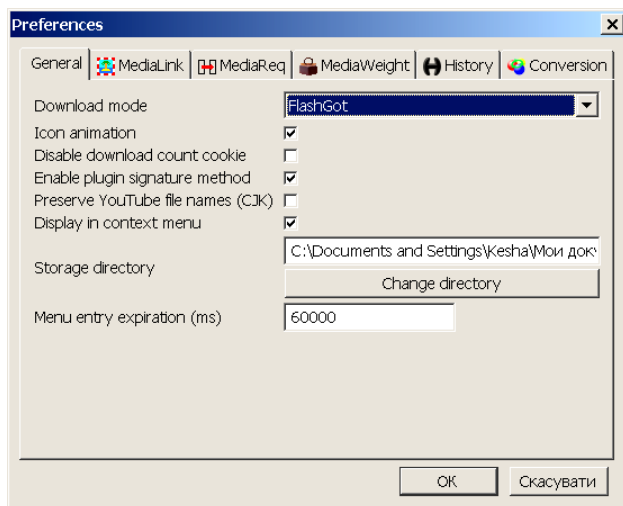 Preferences
General MediaLink MediaReq MediaWeight History Conversion
Download mode FlashGot
Icon animation
Disable download count cookie
Enable plugin signature method
Preserve YouTube file names (CJK)
Display in context menu
C:\Documents and Settings\Kesha\Мои док
Storage directory
Change directory
Menu entry expiration (ms) 60000
OK Скасувати